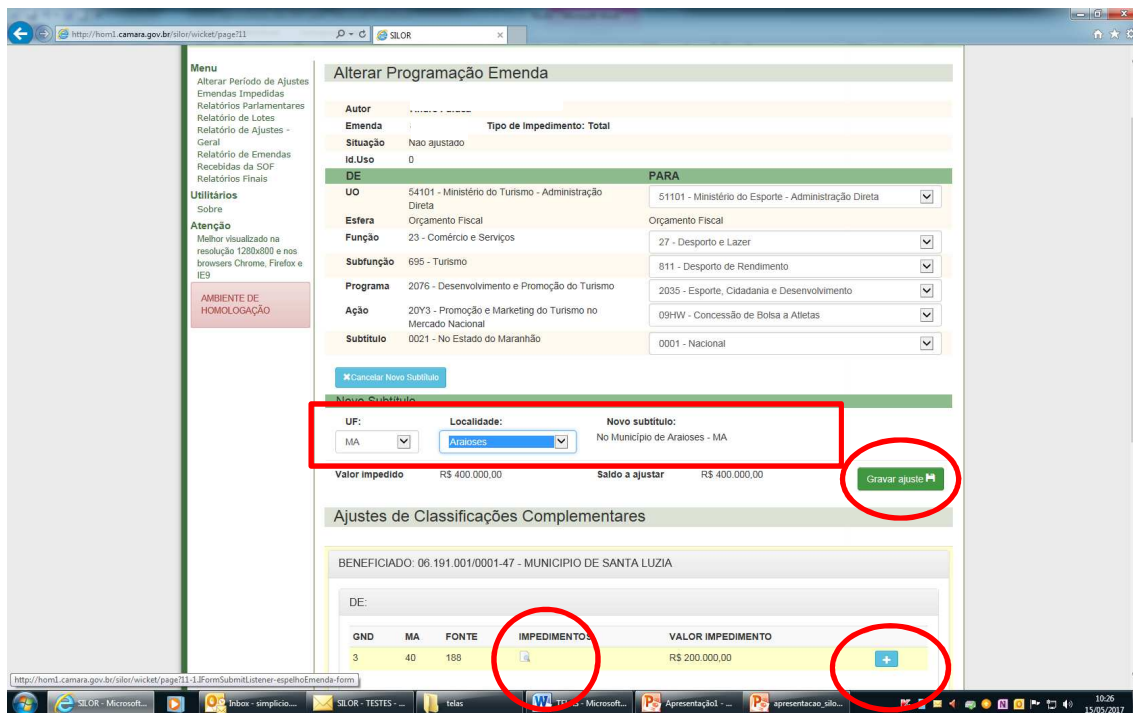 http://hom1.camara.gov.br/silor/wicket/page?11
SILOR
Menu
Alterar Período de Ajustes
Emendas Impedidas
Relatórios Parlamentares
Relatório de Lotes
Relatório de Ajustes -
Geral
Relatório de Emendas
Recebidas da SOF
Relatórios Finais
Utilitários
Sobre
Atenção
Melhor visualizado na
resolução 1280x800 e nos
browsers Chrome, Firefox e
IE9
AMBIENTE DE
HOMOLOGAÇÃO
Alterar Programação Emenda
Autor
Emenda Tipo de Impedimento: Total
Situação Nao ajustado
Id.Uso 0
DE PARA
UO 54101 - Ministério do Turismo - Administração
Direta
51101 - Ministério do Esporte - Administração Direta
Esfera Orçamento Fiscal Orçamento Fiscal
Função 23 - Comércio e Serviços 27 - Desporto e Lazer
Subfunção 695 - Turismo 811 - Desporto de Rendimento
Programa 2076 - Desenvolvimento e Promoção do Turismo 2035 - Esporte, Cidadania e Desenvolvimento
Ação 20Y3 - Promoção e Marketing do Turismo no
Mercado Nacional
09HW - Concessão de Bolsa a Atletas
Subtítulo 0021 - No Estado do Maranhão 0001 - Nacional
Cancelar Novo Subtítulo
Novo Subtítulo
UF: Localidade: Novo subtítulo:
MA Araioses No Município de Araioses - MA
Valor impedido R$ 400.000,00 Saldo a ajustar R$ 400.000,00
Gravar ajuste
Ajustes de Classificações Complementares
BENEFICIADO: 06.191.001/0001-47 - MUNICIPIO DE SANTA LUZIA
DE:
GND MA FONTE IMPEDIMENTOS VALOR IMPEDIMENTO
3 40 188 R$ 200.000,00
http://hom1.camara.gov.br/silor/wicket/page?11-1.IFormSubmitListener-espelhoEmenda-form
SILOR - Microsoft...
Inbox - simplicio....
SILOR - TESTES - ...
telas
Microsoft...
Apresentação1 - ...
apresentacao_silo...
10:26
15/05/2017